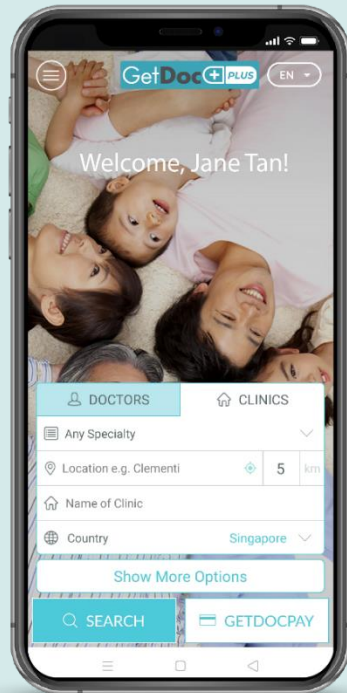 GetDoc PLUS
EN
Welcome, Jane Tan!
DOCTORS
CLINICS
Any Specialty
Location e.g. Clementi
5
km
Name of Clinic
Country
Singapore
Show More Options
SEARCH
GETDOCPAY